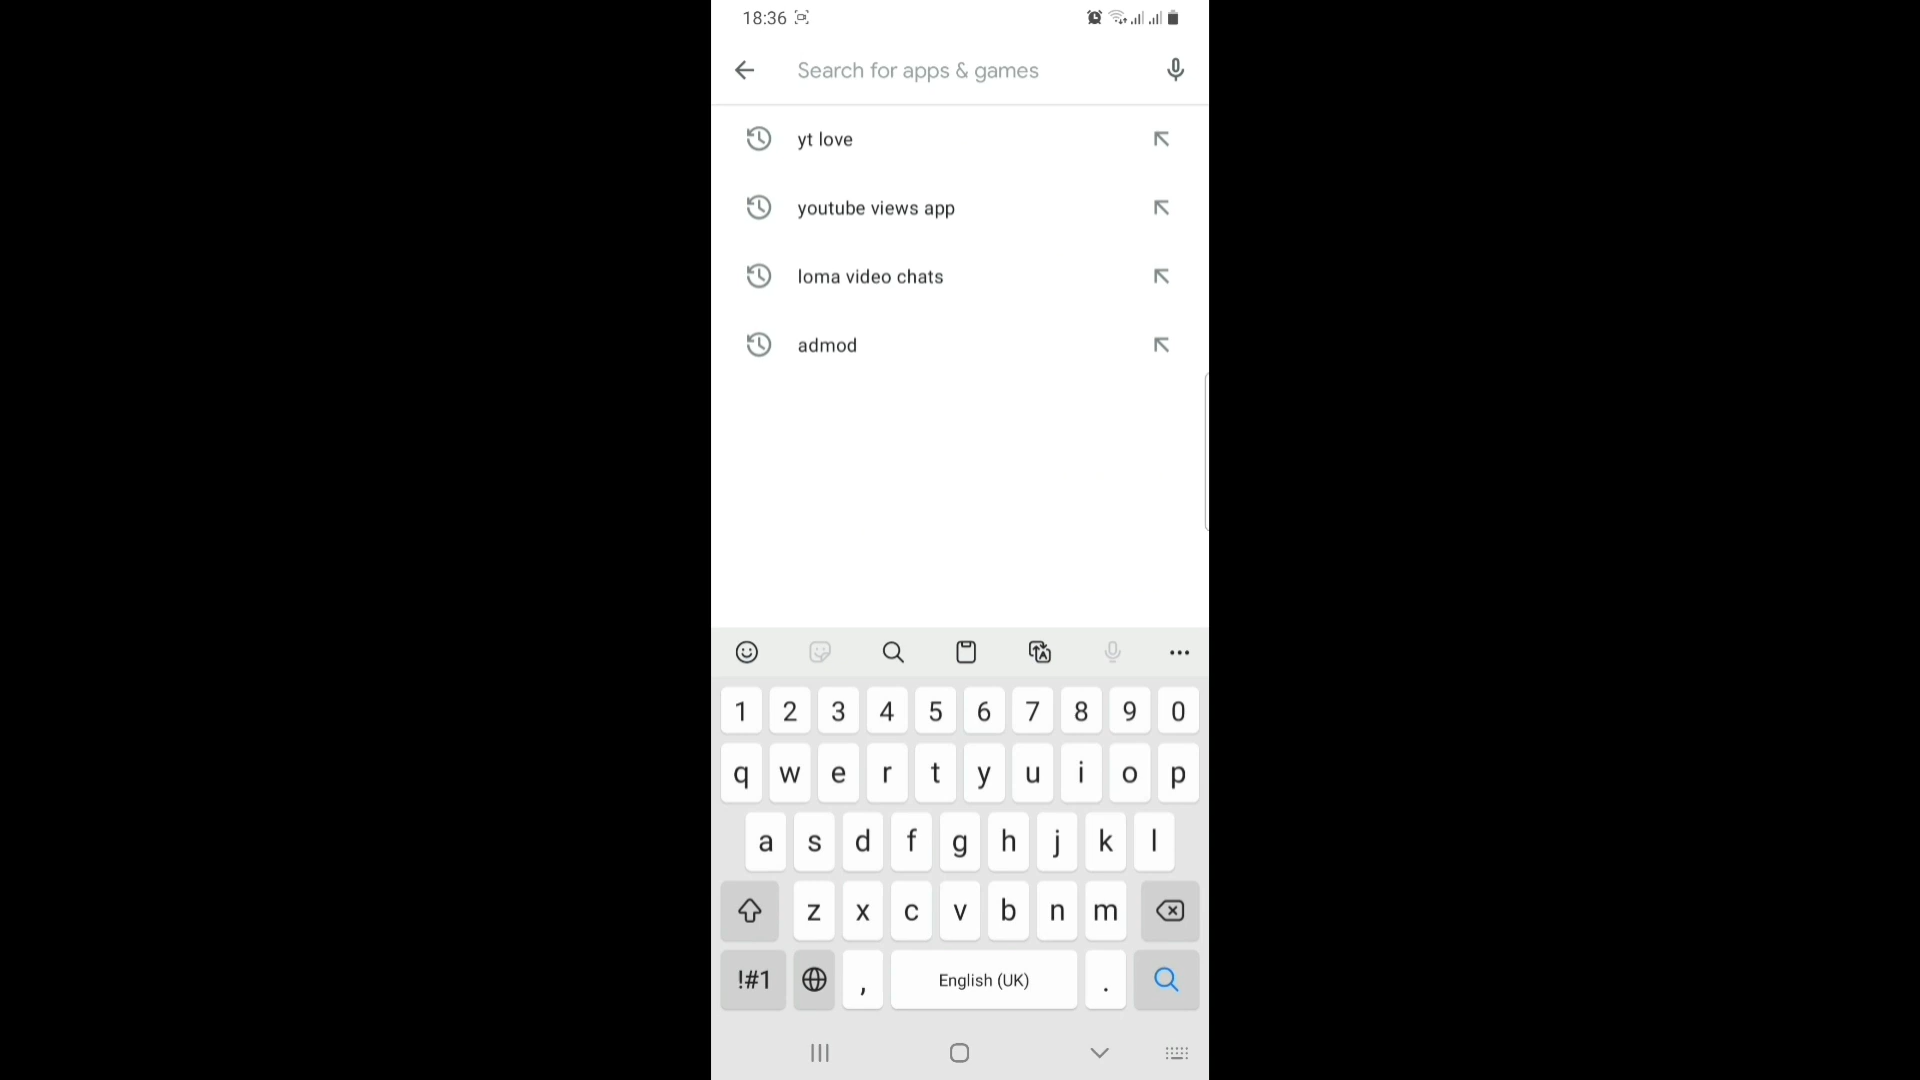 18:36
Search for apps & games
yt love
youtube views app
loma video chats
admod
1 2 3 4 5 6 7 8 9 0
q w e r t y u i o p
a s d f g h j k l
z x c v b n m
!#1 , English (UK) .